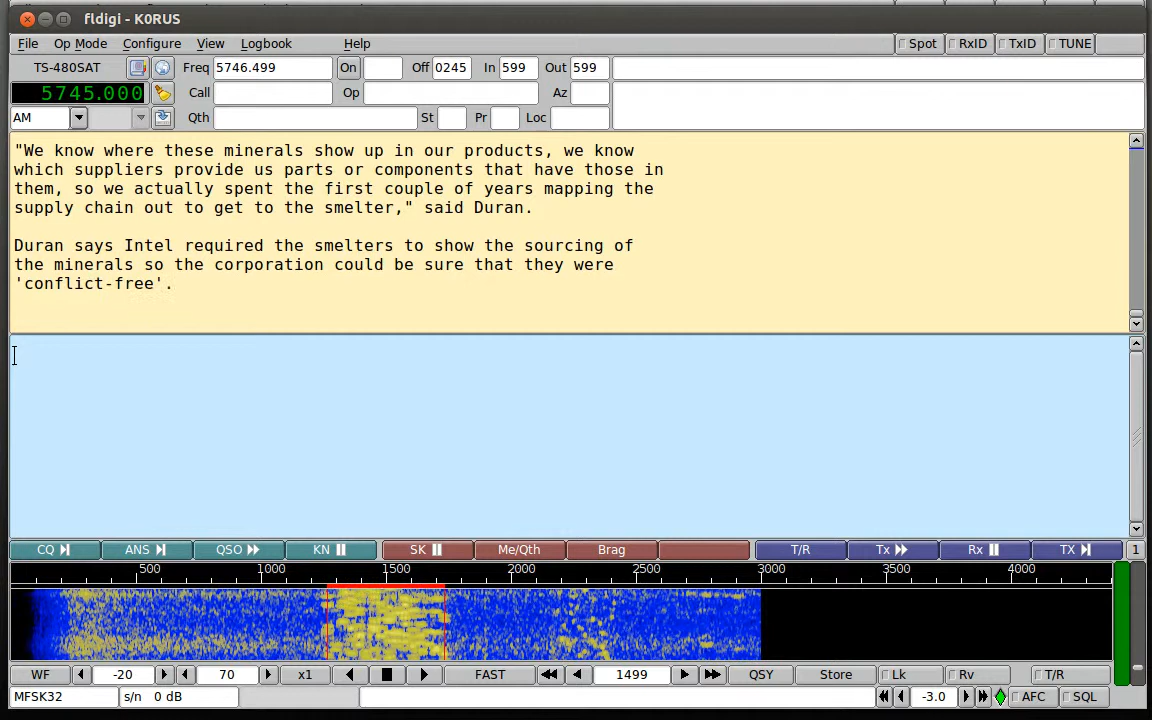 fldigi - K0RUS
File Op Mode Configure View Logbook Help Spot RxID TxID TUNE
TS-480SAT Freq 5746.499 On Off 0245 In 599 Out 599
5745.000 Call Op Az
AM Qth St Pr Loc
"We know where these minerals show up in our products, we know
which suppliers provide us parts or components that have those in
them, so we actually spent the first couple of years mapping the
supply chain out to get to the smelter," said Duran.
Duran says Intel required the smelters to show the sourcing of
the minerals so the corporation could be sure that they were
'conflict-free'.
CQ ANS QSO KN SK Me/Qth Brag T/R Tx Rx TX 1
500 1000 1500 2000 2500 3000 3500 4000
WF -20 70 x1 FAST 1499 QSY Store Lk Rv T/R
MFSK32 s/n 0 dB -3.0 AFC SQL